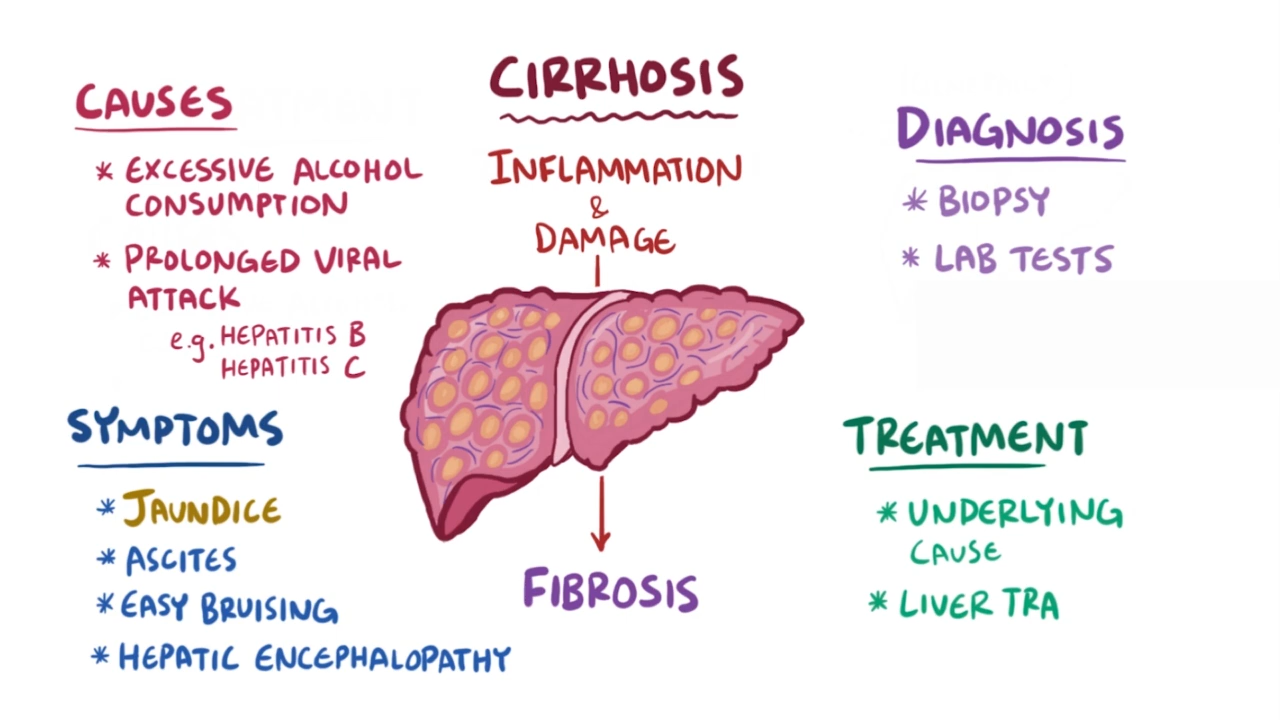 CIRRHOSIS
INFLAMMATION
&
DAMAGE
FIBROSIS
CAUSES
* EXCESSIVE ALCOHOL
CONSUMPTION
* PROLONGED VIRAL
ATTACK
e.g. HEPATITIS B
HEPATITIS C
SYMPTOMS
* JAUNDICE
* ASCITES
* EASY BRUISING
* HEPATIC ENCEPHALOPATHY
DIAGNOSIS
* BIOPSY
* LAB TESTS
TREATMENT
* UNDERLYING
CAUSE
* LIVER TRA